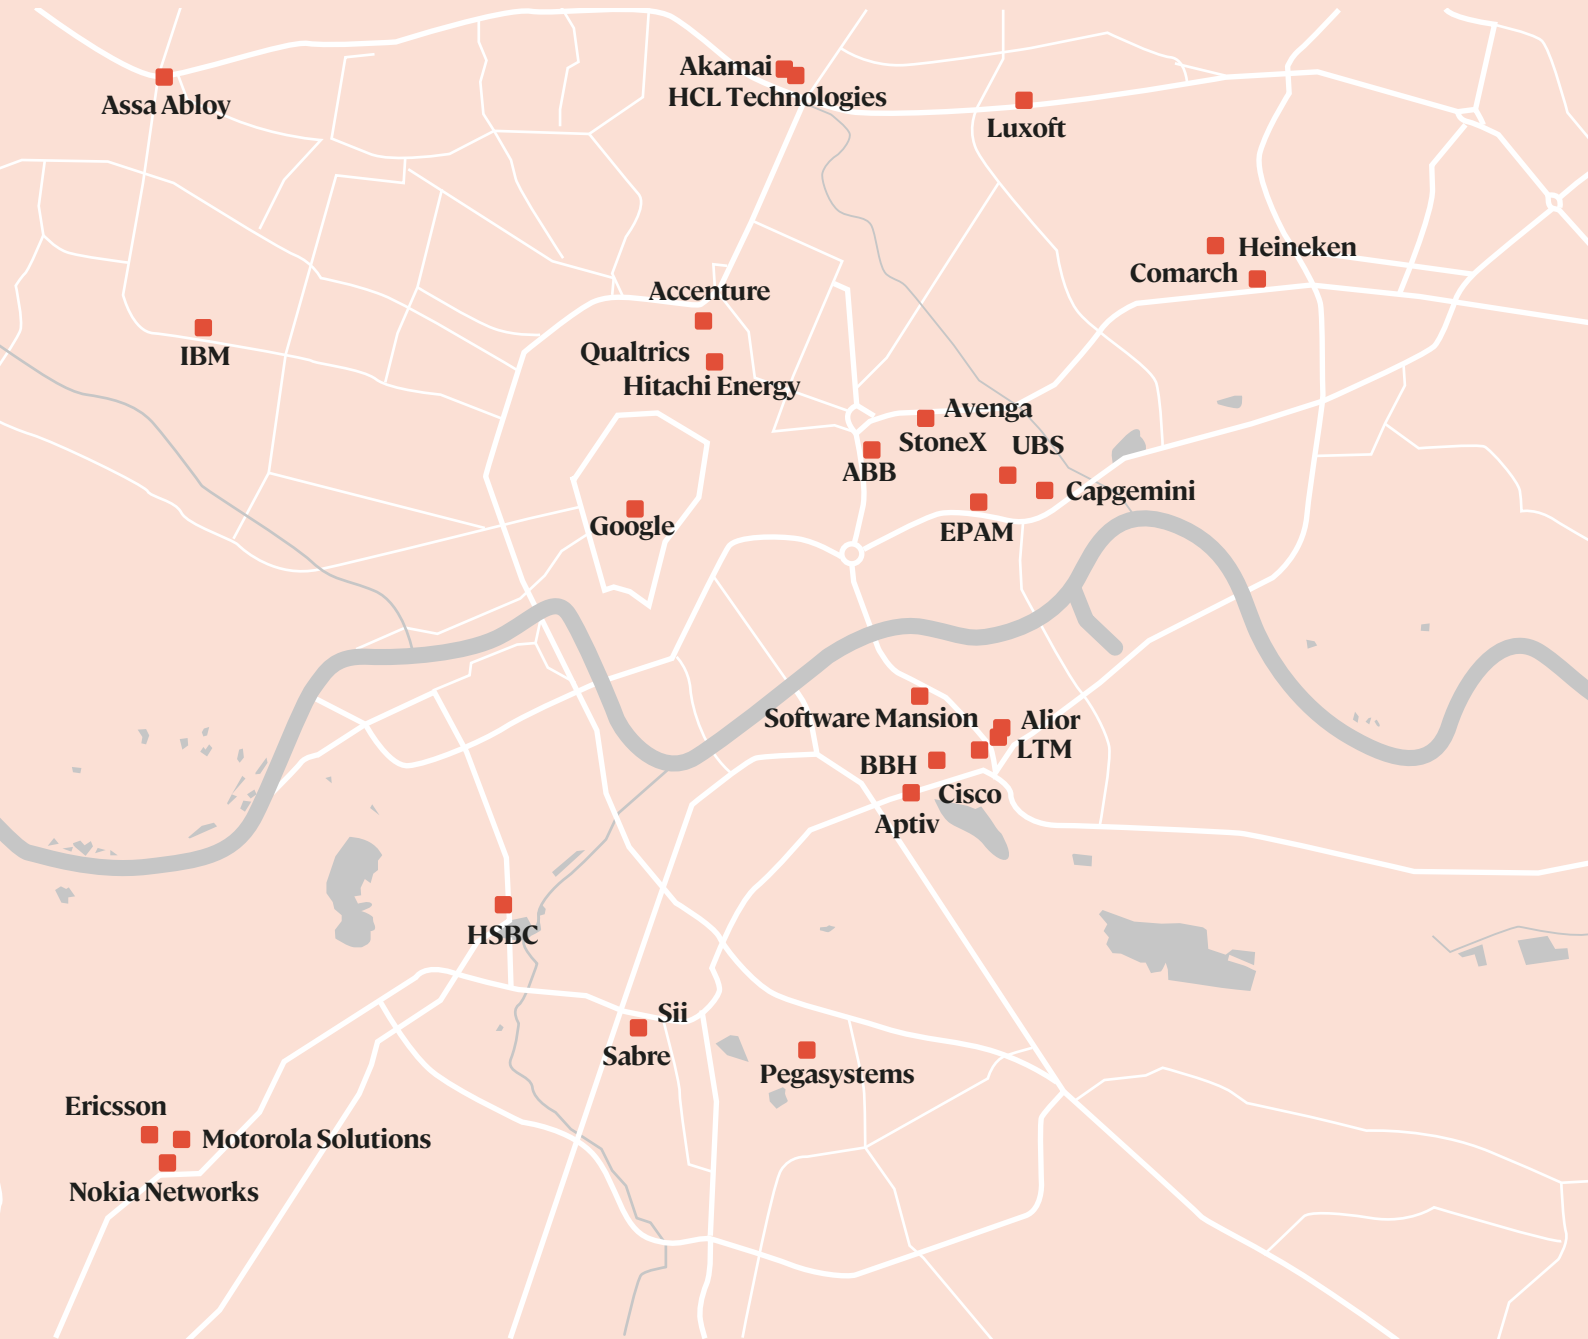 Akamai
HCL Technologies
Assa Abloy
Luxoft
Heineken
Comarch
Accenture
IBM
Qualtrics
Hitachi Energy
Avenga
StoneX
UBS
ABB
Capgemini
Google
EPAM
Software Mansion
Alior
LTM
BBH
Cisco
Aptiv
HSBC
Sii
Sabre
Pegasystems
Ericsson
Motorola Solutions
Nokia Networks